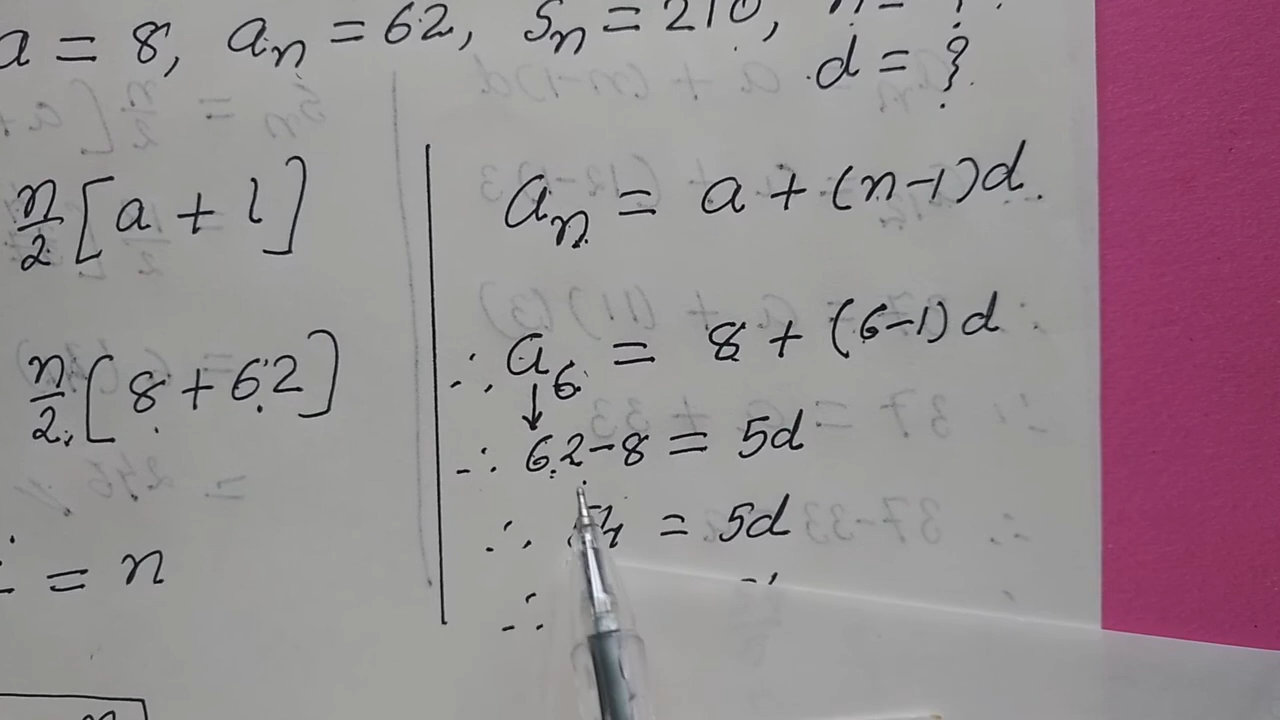 a = 8, aₙ = 62, Sₙ = 210,
d = ?
n/2 [a + l]
n/2 [8 + 62]
= n
aₙ = a + (n-1)d.
∴ a₆ = 8 + (6-1)d
↓
∴ 62-8 = 5d
∴ 54 = 5d
∴